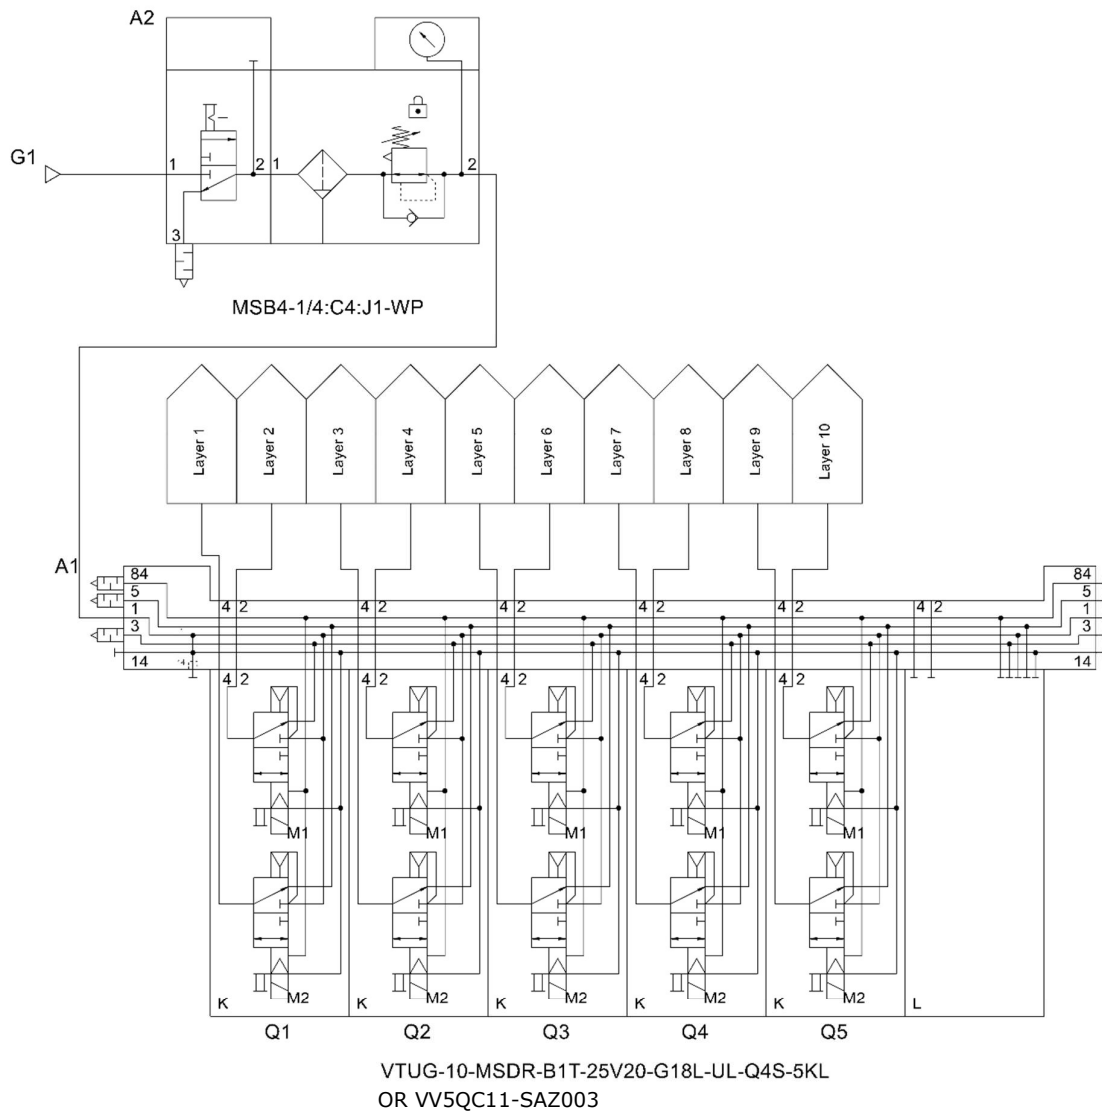 A2
G1
1
2
1
2
3
MSB4-1/4:C4:J1-WP
Layer 1
Layer 2
Layer 3
Layer 4
Layer 5
Layer 6
Layer 7
Layer 8
Layer 9
Layer 10
A1
84
84
5
5
4 2
4 2
4 2
4 2
4 2
4 2
1
1
3
3
14
14
4 2
4 2
4 2
4 2
4 2
M1
M1
M1
M1
M1
M2
M2
M2
M2
M2
K
K
K
K
K
L
Q1
Q2
Q3
Q4
Q5
VTUG-10-MSDR-B1T-25V20-G18L-UL-Q4S-5KL
OR VV5QC11-SAZ003